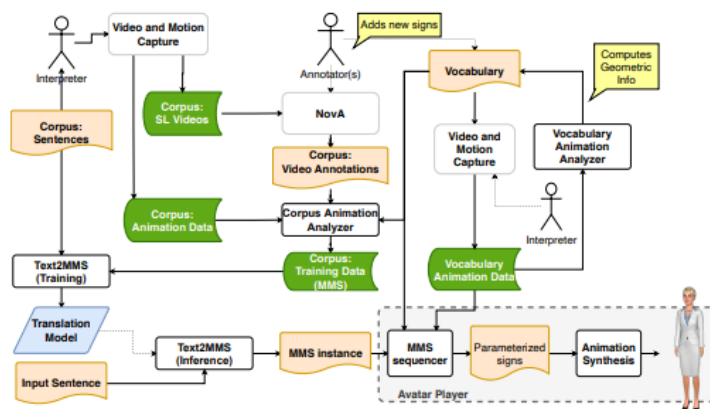 Adds new signs
Video and Motion
Capture
Interpreter
Annotator(s)
Vocabulary
Computes
Geometric
Info
Corpus:
SL Videos
NovA
Corpus:
Sentences
Video and
Motion
Capture
Vocabulary
Animation
Analyzer
Corpus:
Video Annotations
Corpus:
Animation Data
Corpus Animation
Analyzer
Interpreter
Text2MMS
(Training)
Corpus:
Training Data
(MMS)
Vocabulary
Animation Data
Translation
Model
Text2MMS
(Inference)
MMS instance
MMS
sequencer
Parameterized
signs
Animation
Synthesis
Input Sentence
Avatar Player